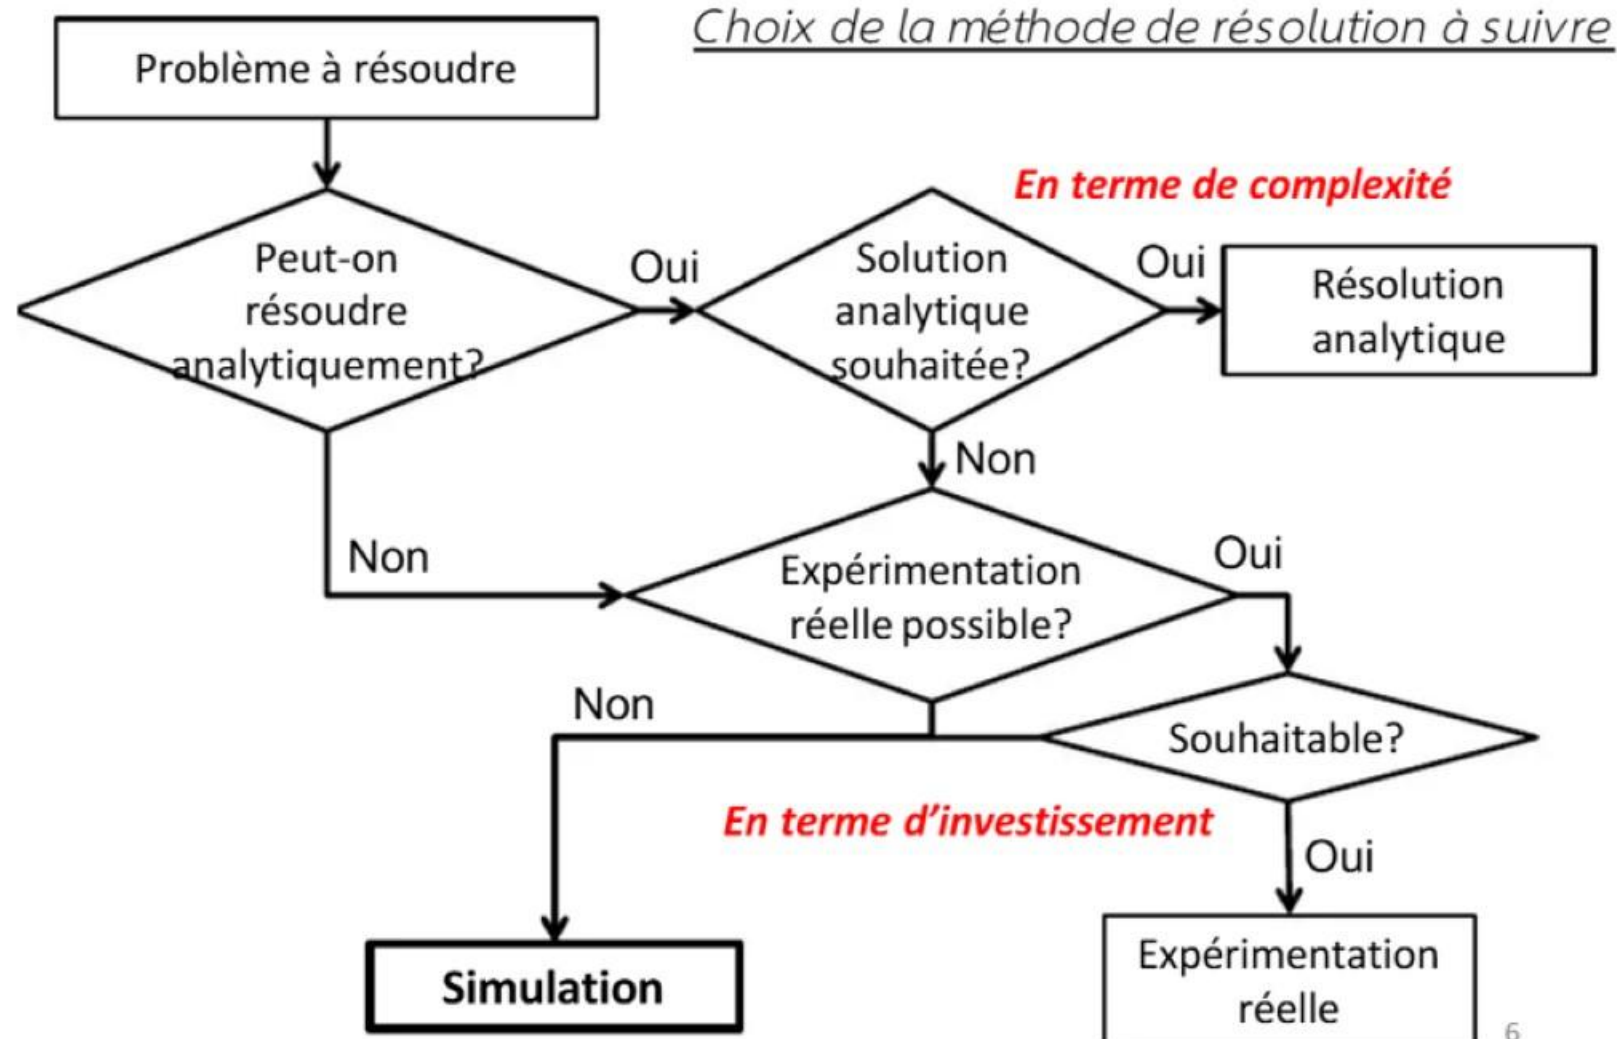 Choix de la méthode de résolution à suivre
Problème à résoudre
En terme de complexité
Peut-on
résoudre
analytiquement?
Oui
Solution
analytique
souhaitée?
Oui
Résolution
analytique
Non
Non
Expérimentation
réelle possible?
Oui
Non
Souhaitable?
En terme d’investissement
Oui
Simulation
Expérimentation
réelle
6